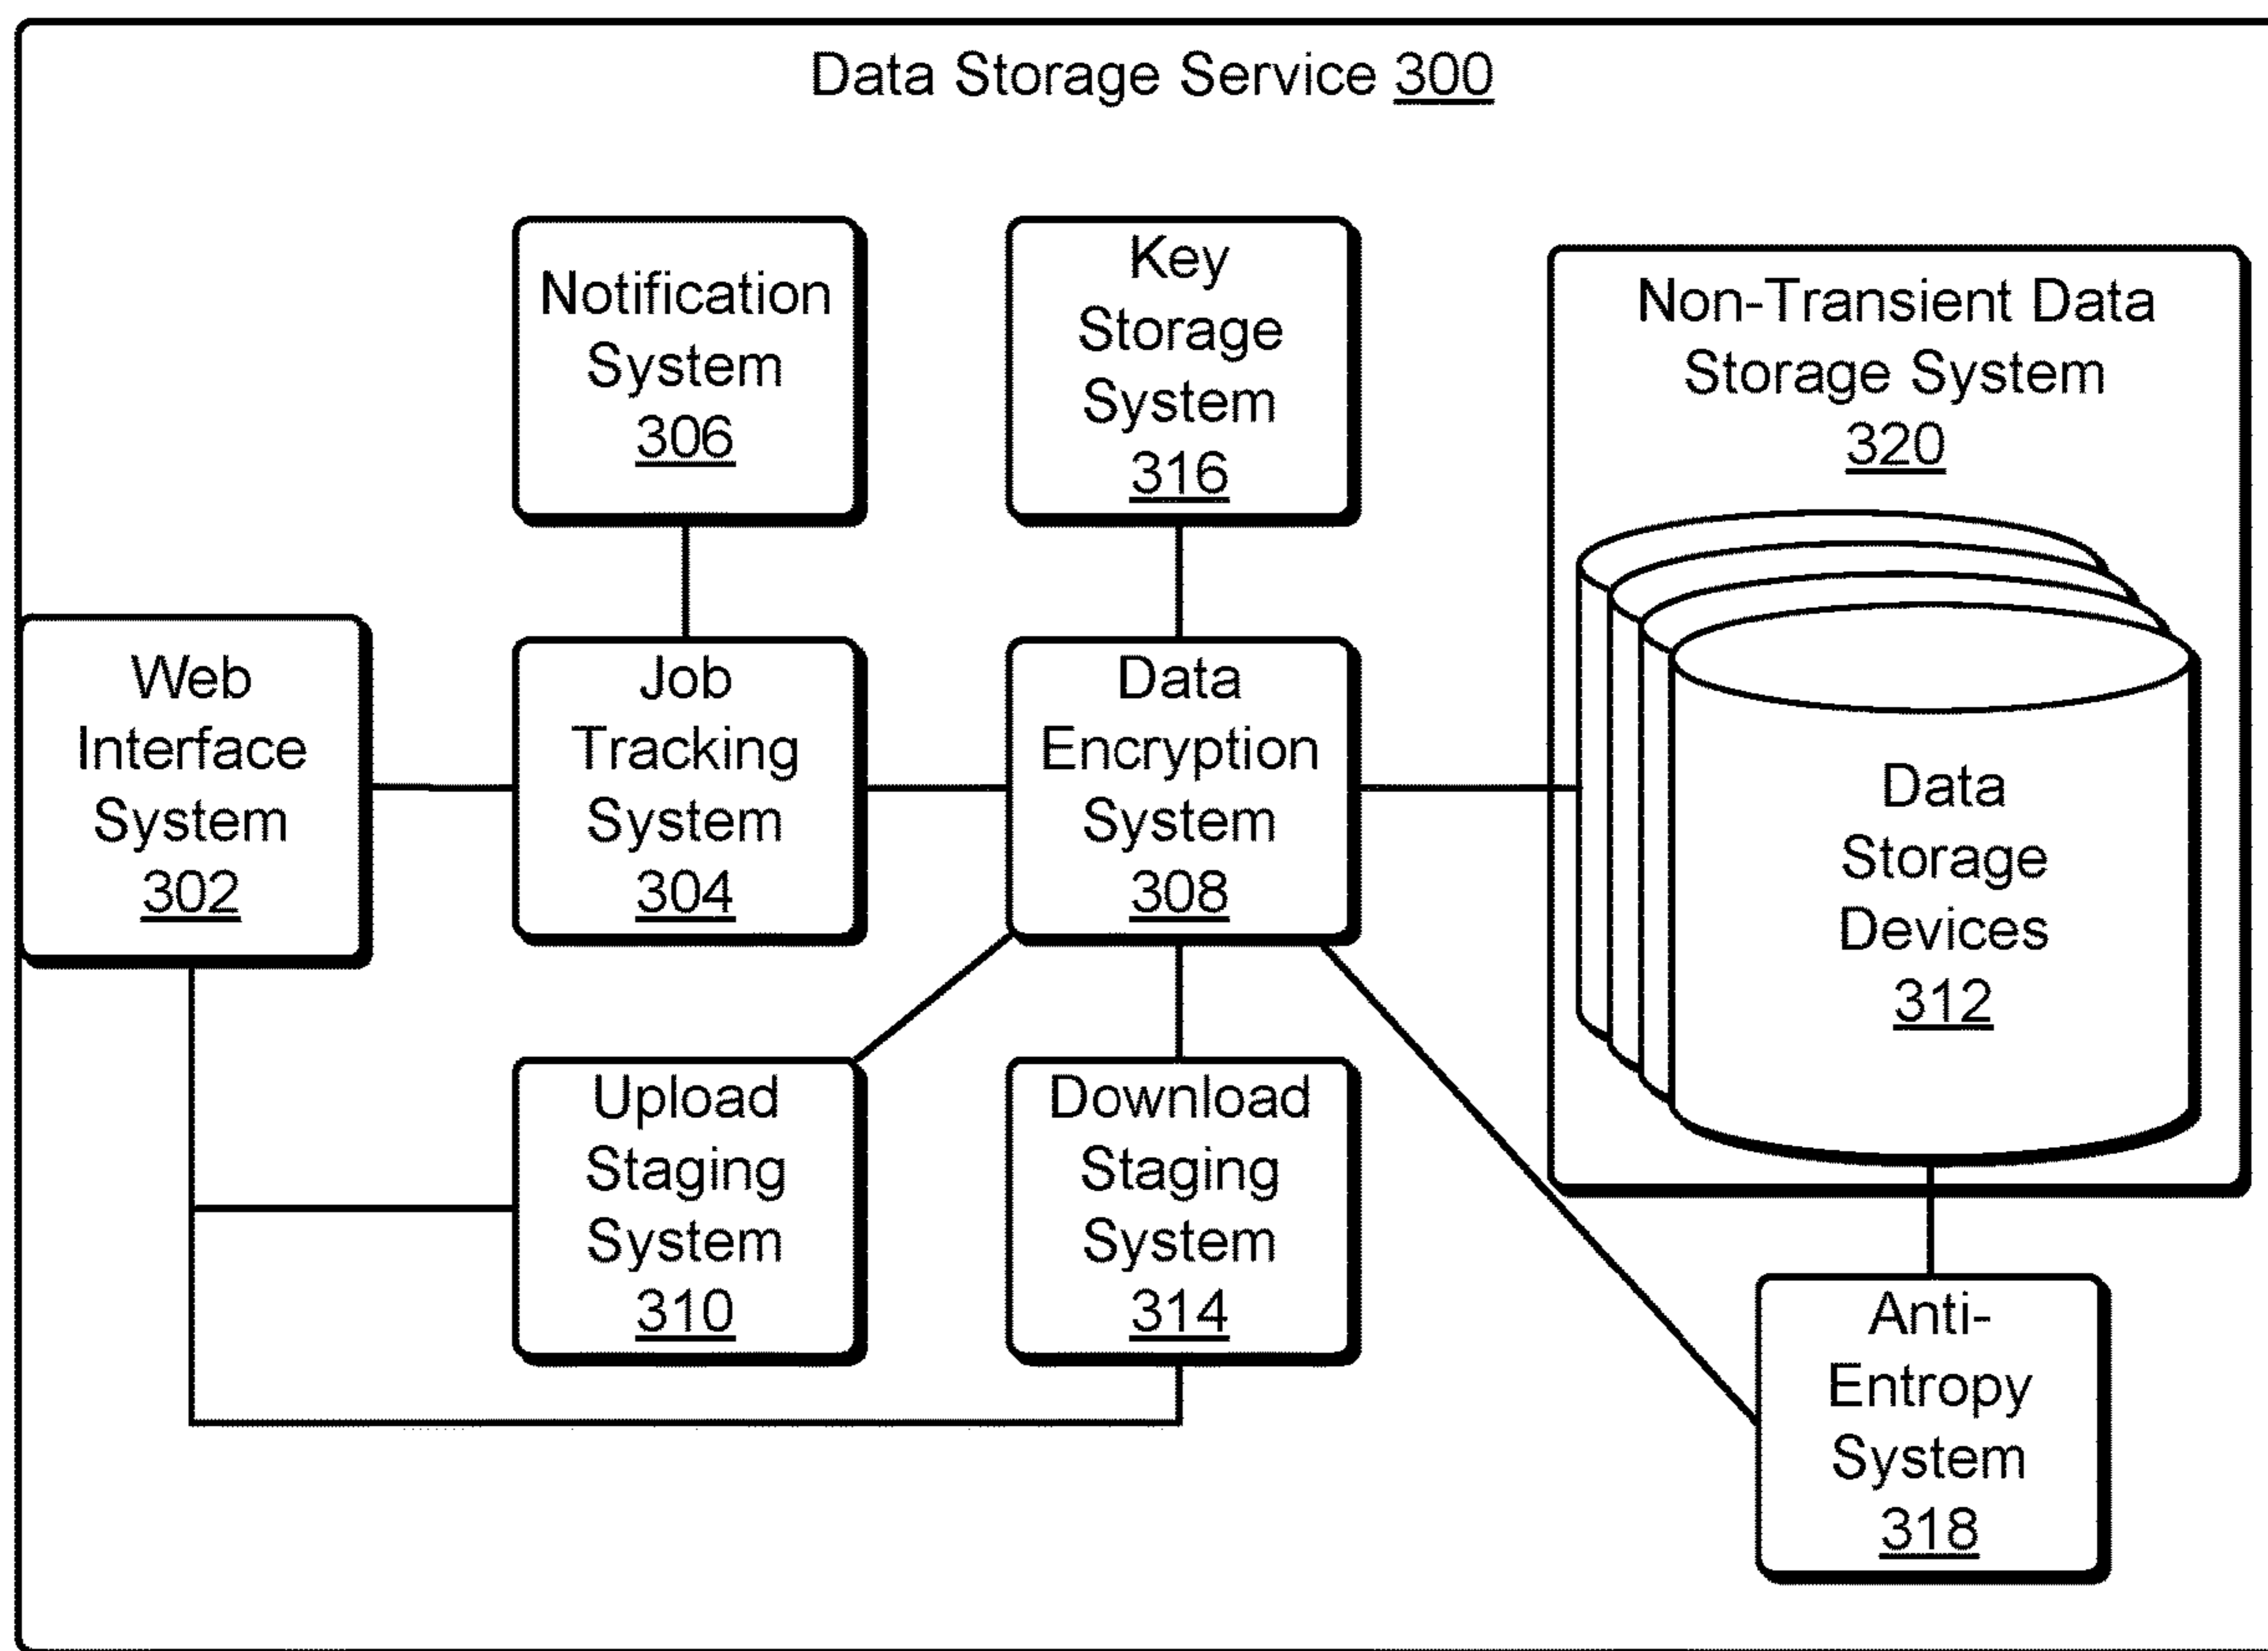 Data Storage Service 300
Notification
System
306
Key
Storage
System
316
Non-Transient Data
Storage System
320
Web
Interface
System
302
Job
Tracking
System
304
Data
Encryption
System
308
Data
Storage
Devices
312
Upload
Staging
System
310
Download
Staging
System
314
Anti-
Entropy
System
318